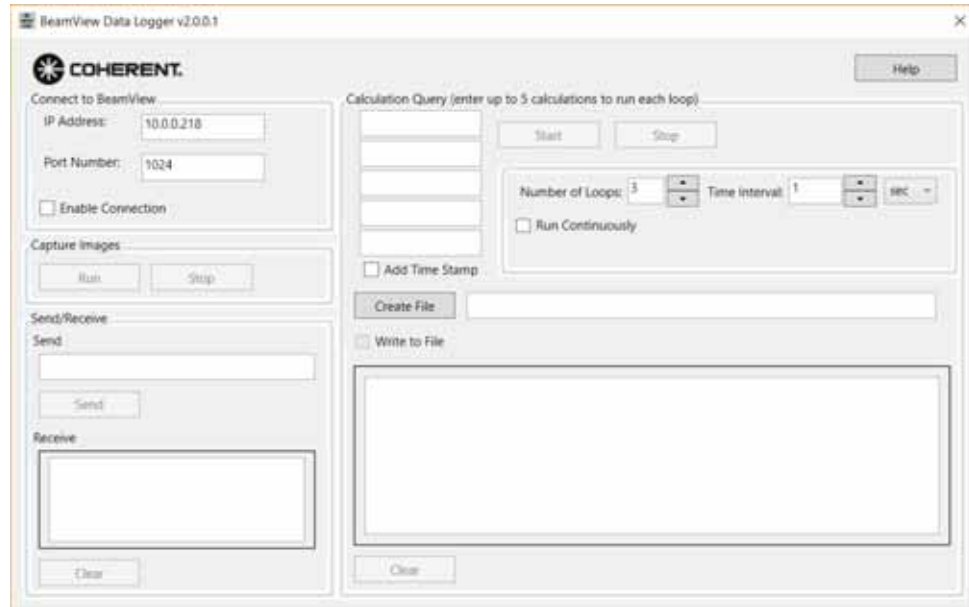 BeamView Data Logger v2.0.0.1
COHERENT.
Help
Connect to BeamView
IP Address: 10.0.0.218
Port Number: 1024
Enable Connection
Capture Images
Run Stop
Send/Receive
Send
Send
Receive
Clear
Calculation Query (enter up to 5 calculations to run each loop)
Start Stop
Number of Loops: 3 Time Interval: 1 sec
Run Continuously
Add Time Stamp
Create File
Write to File
Clear